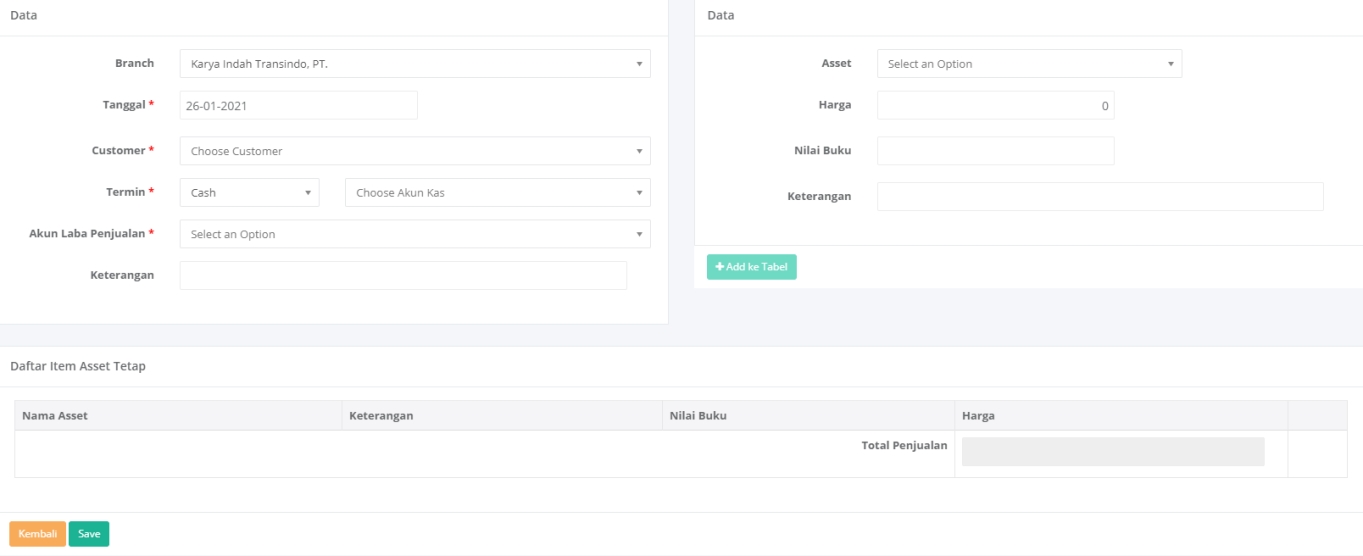 Data
Branch Karya Indah Transindo, PT.
Tanggal * 26-01-2021
Customer * Choose Customer
Termin * Cash Choose Akun Kas
Akun Laba Penjualan * Select an Option
Keterangan
Data
Asset Select an Option
Harga 0
Nilai Buku
Keterangan
+ Add ke Tabel
Daftar Item Asset Tetap
Nama Asset Keterangan Nilai Buku Harga
Total Penjualan
Kembali Save